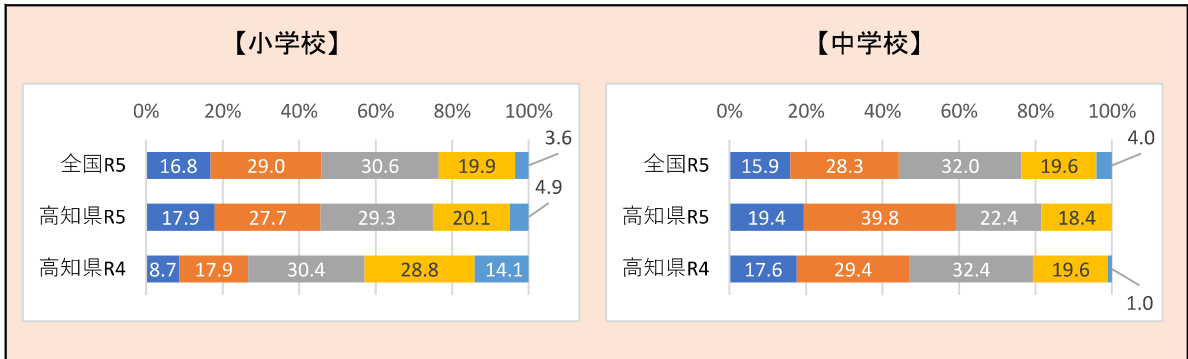 【小学校】
0% 20% 40% 60% 80% 100%
3.6
全国R5 16.8 29.0 30.6 19.9
4.9
高知県R5 17.9 27.7 29.3 20.1
高知県R4 8.7 17.9 30.4 28.8 14.1
【中学校】
0% 20% 40% 60% 80% 100%
4.0
全国R5 15.9 28.3 32.0 19.6
高知県R5 19.4 39.8 22.4 18.4
高知県R4 17.6 29.4 32.4 19.6
1.0